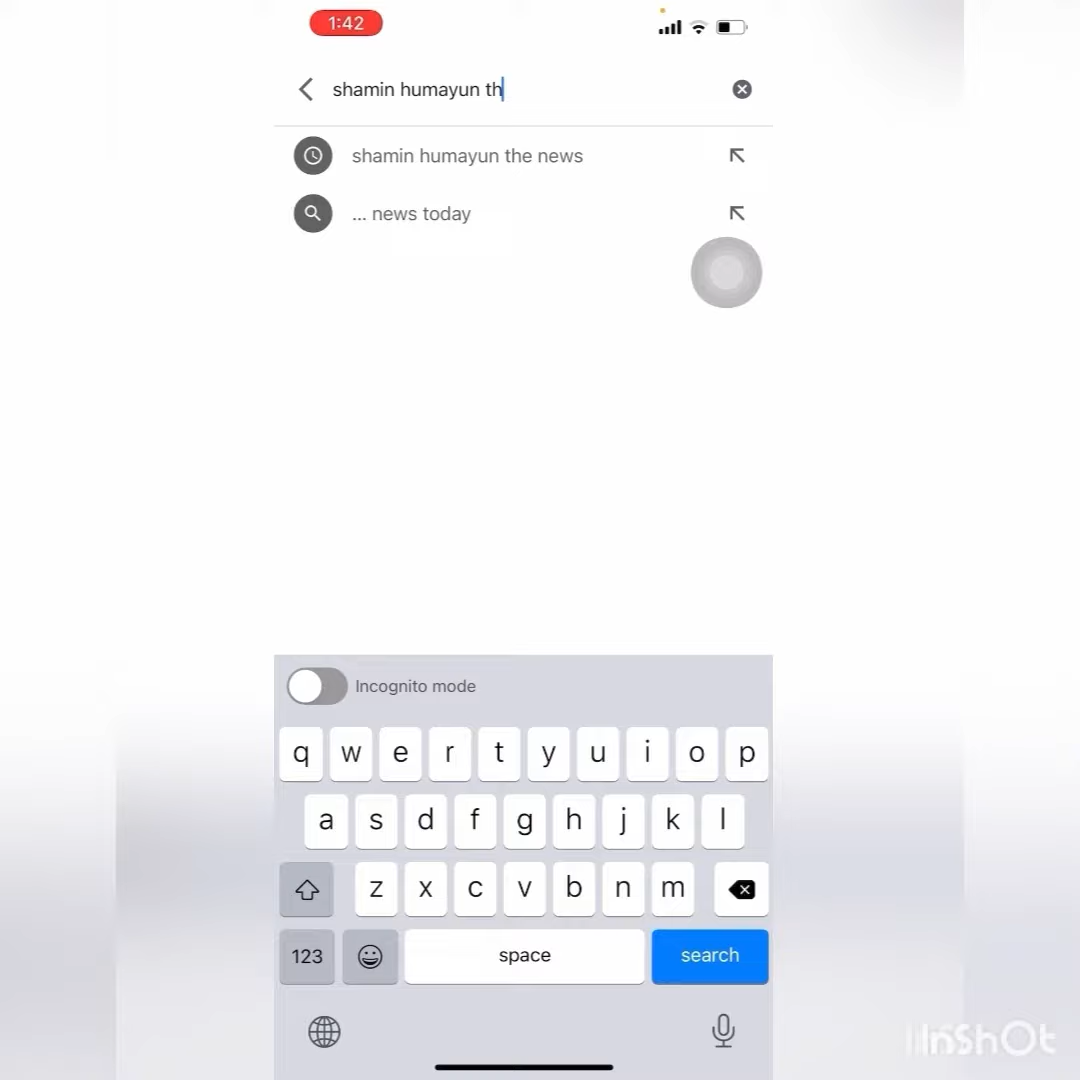 1:42
shamin humayun th
shamin humayun the news
... news today
Incognito mode
q w e r t y u i o p
a s d f g h j k l
z x c v b n m
123 space search
InShOt